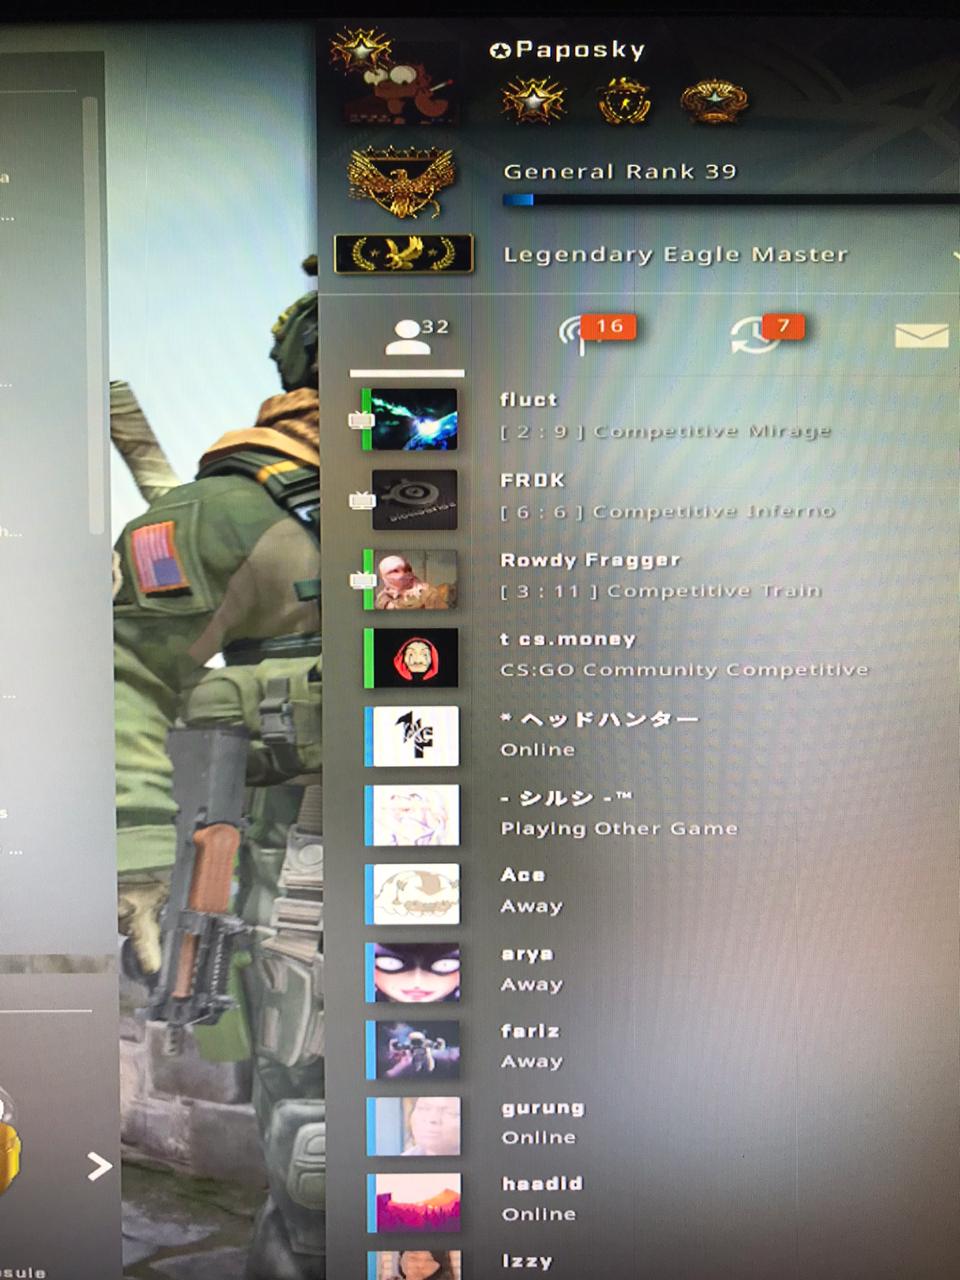 ✪Paposky
General Rank 39
Legendary Eagle Master
32
16
7
fluct
[ 2 : 9 ] Competitive Mirage
FR0K
[ 6 : 6 ] Competitive Inferno
Rowdy Fragger
[ 3 : 11 ] Competitive Train
t cs.money
CS:GO Community Competitive
* ヘッドハンター
Online
- シルシ -™
Playing Other Game
Ace
Away
arya
Away
fariz
Away
gurung
Online
haadid
Online
Izzy